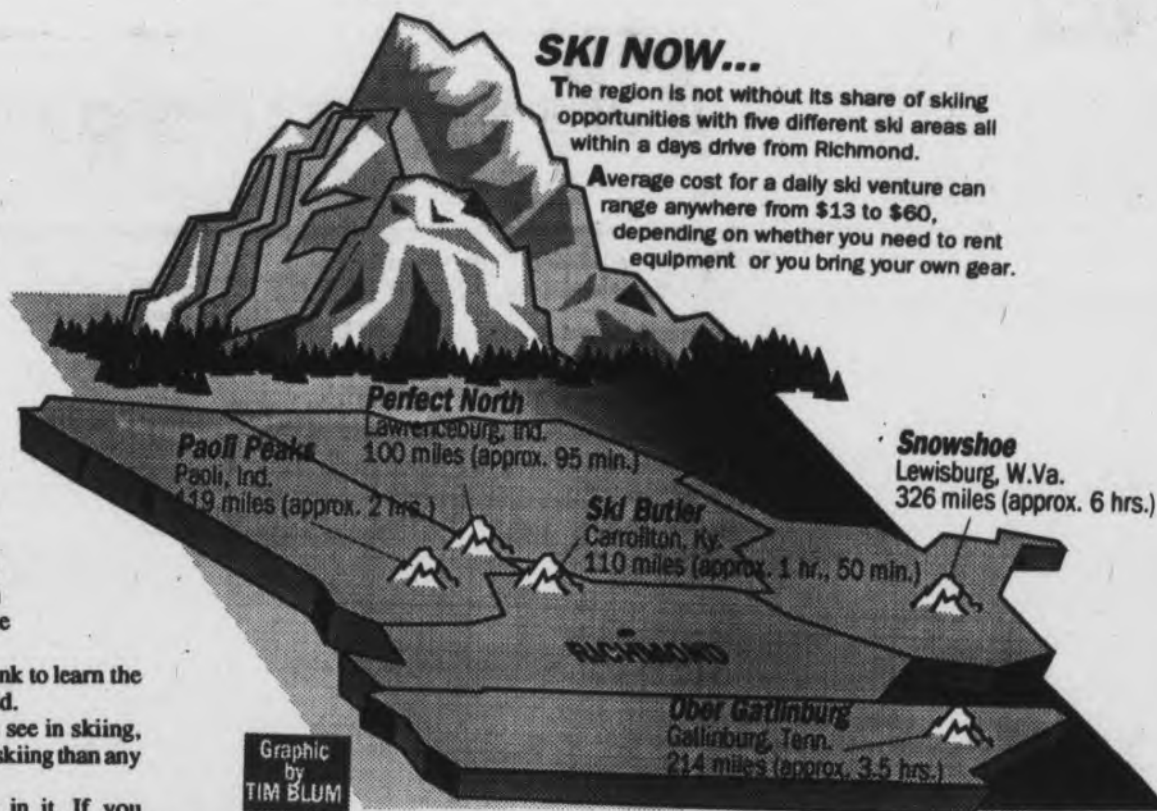 SKI NOW...
The region is not without its share of skiing
opportunities with five different ski areas all
within a days drive from Richmond.
Average cost for a daily ski venture can
range anywhere from $13 to $60,
depending on whether you need to rent
equipment or you bring your own gear.
Perfect North
Lawrenceburg, Ind.
100 miles (approx. 95 min.)
Paoli Peaks
Paoli, Ind.
119 miles (approx. 2 hrs.)
Snowshoe
Lewisburg, W.Va.
326 miles (approx. 6 hrs.)
Ski Butler
Carrollton, Ky.
110 miles (approx. 1 hr., 50 min.)
RICHMOND
Ober Gatlinburg
Gatlinburg, Tenn.
214 miles (approx. 3.5 hrs.)
Graphic
by
TIM BLUM
e
nk to learn the
d.
see in skiing,
skiing than any
in it. If you